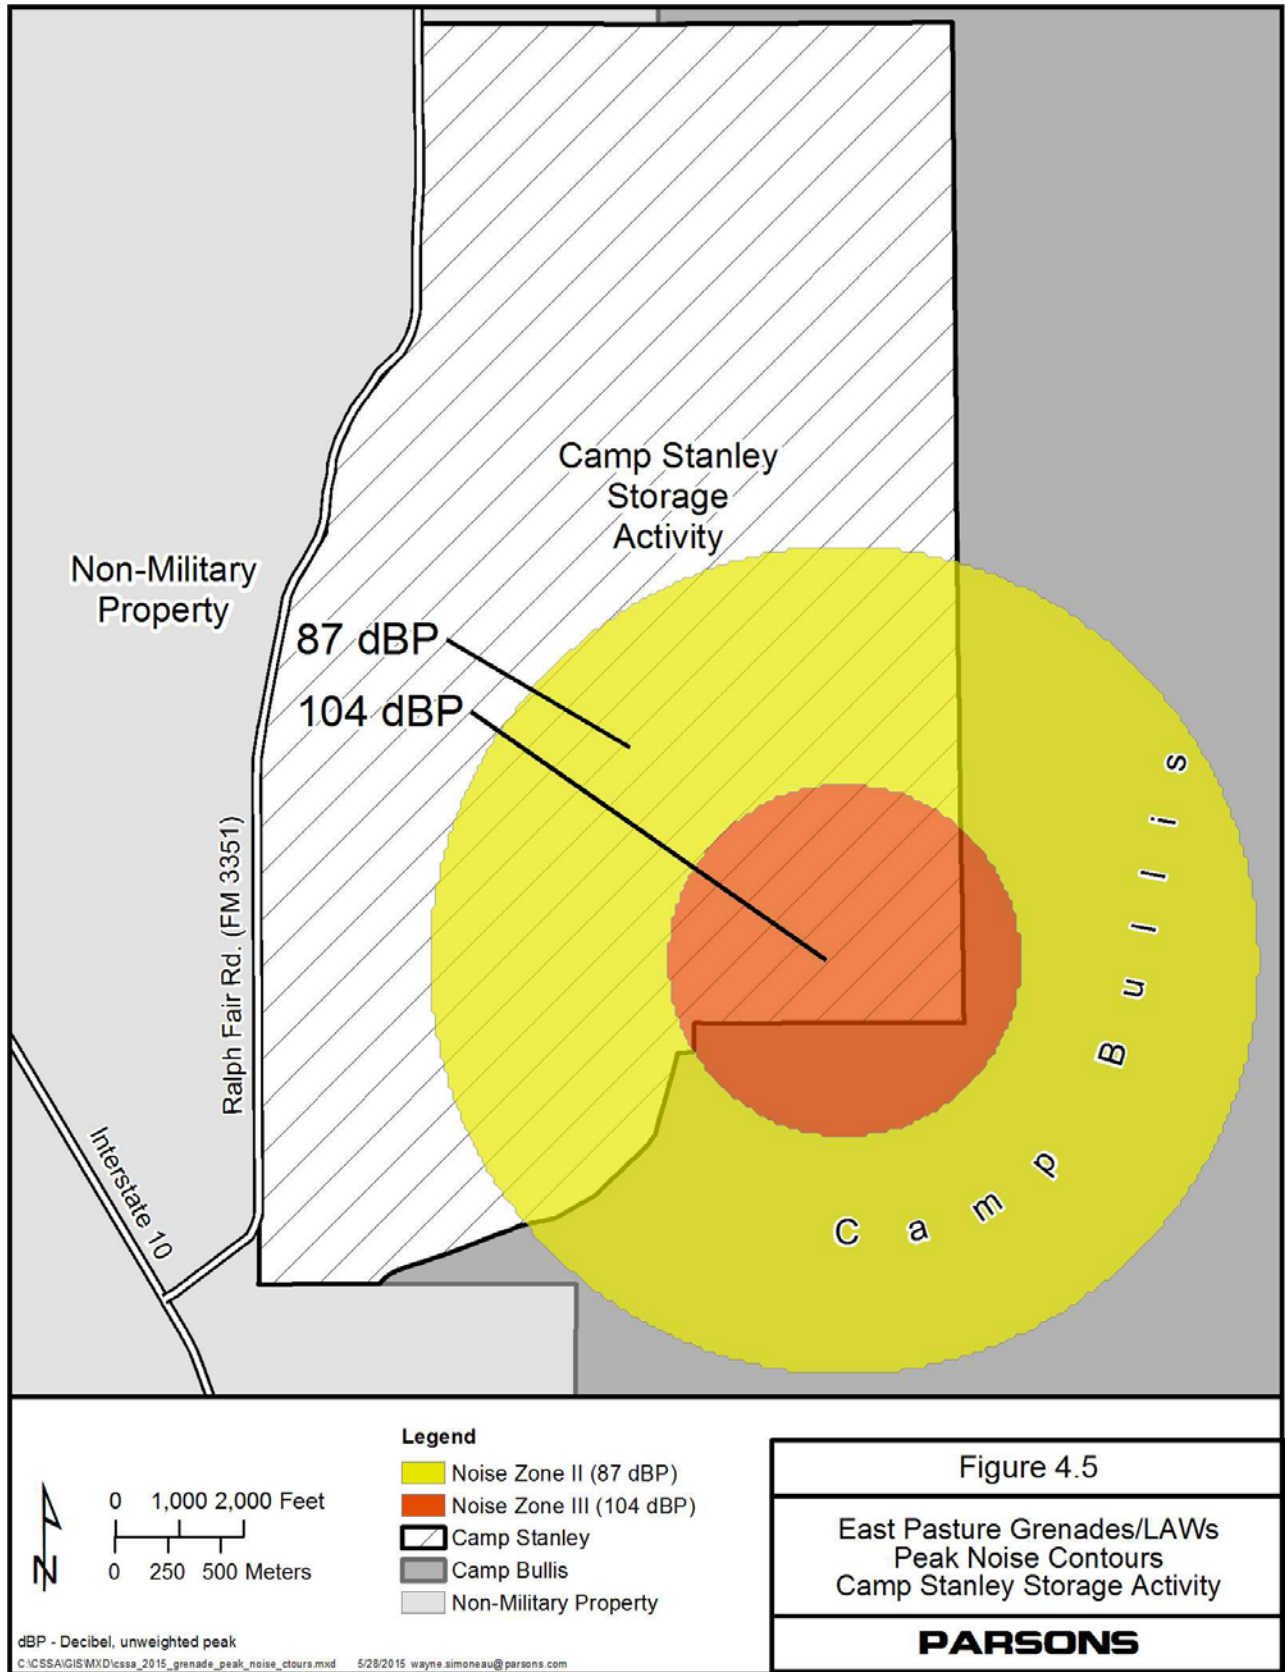 Camp Stanley
Storage
Activity
Non-Military
Property
87 dBP
104 dBP
Ralph Fair Rd. (FM 3351)
Interstate 10
Camp Bullis
Legend
Noise Zone II (87 dBP)
Noise Zone III (104 dBP)
Camp Stanley
Camp Bullis
Non-Military Property
0 1,000 2,000 Feet
0 250 500 Meters
N
dBP - Decibel, unweighted peak
C:\CSSA\GIS\MXD\cssa_2015_grenade_peak_noise_ctours.mxd 5/28/2015 wayne.simoneau@parsons.com
Figure 4.5
East Pasture Grenades/LAWs
Peak Noise Contours
Camp Stanley Storage Activity
PARSONS